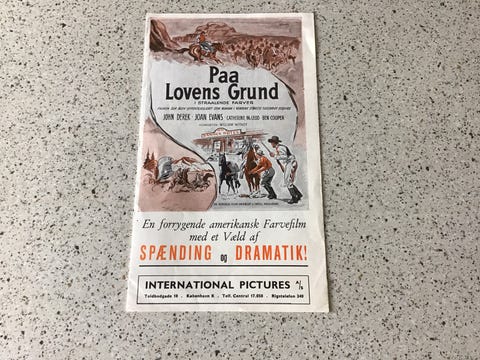 Paa
Lovens Grund
I STRAALENDE FARVER
JOHN DEREK · JOAN EVANS CATHERINE McLEOD · BEN COOPER
En forrygende amerikansk Farvefilm
med et Væld af
SPÆNDING og DRAMATIK!
INTERNATIONAL PICTURES A/S
Toldbodgade 18 . København K . Telf. Central 17.058 . Rigstelefon 340